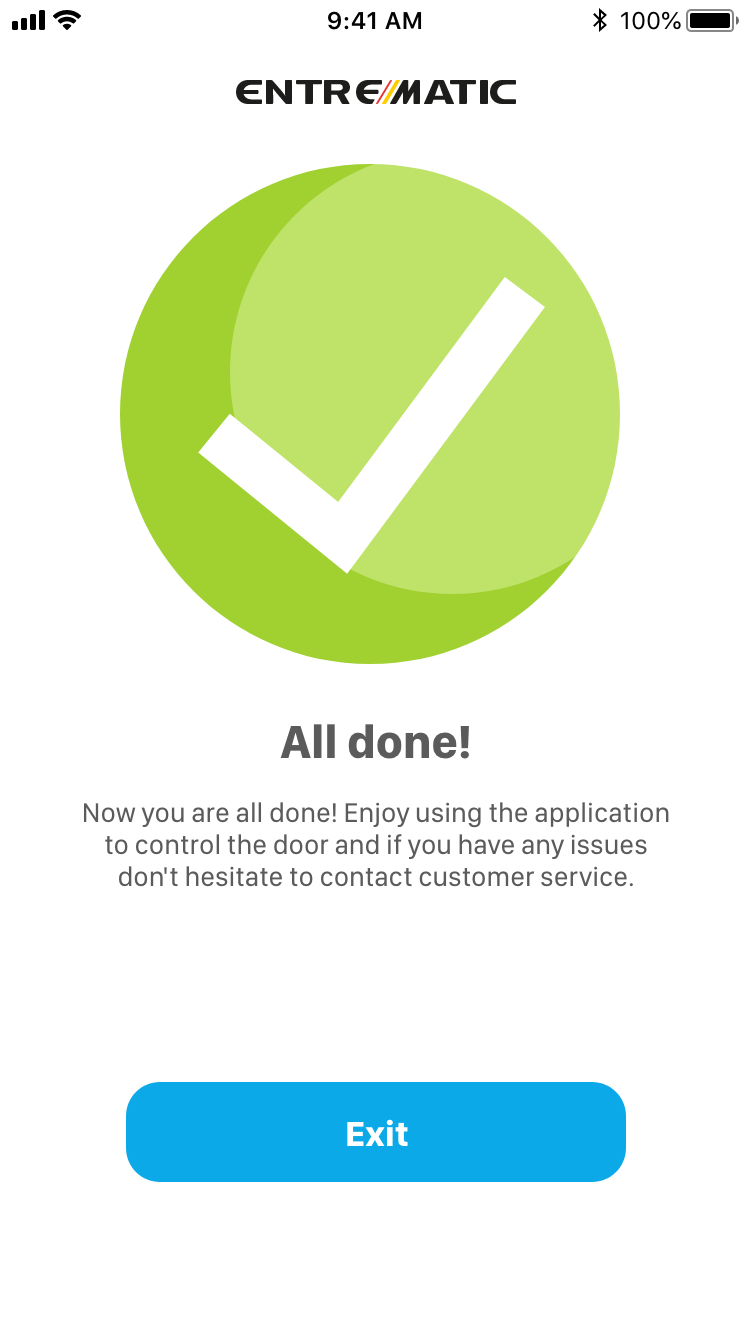 9:41 AM 100%
ENTREMATIC
All done!
Now you are all done! Enjoy using the application
to control the door and if you have any issues
don't hesitate to contact customer service.
Exit